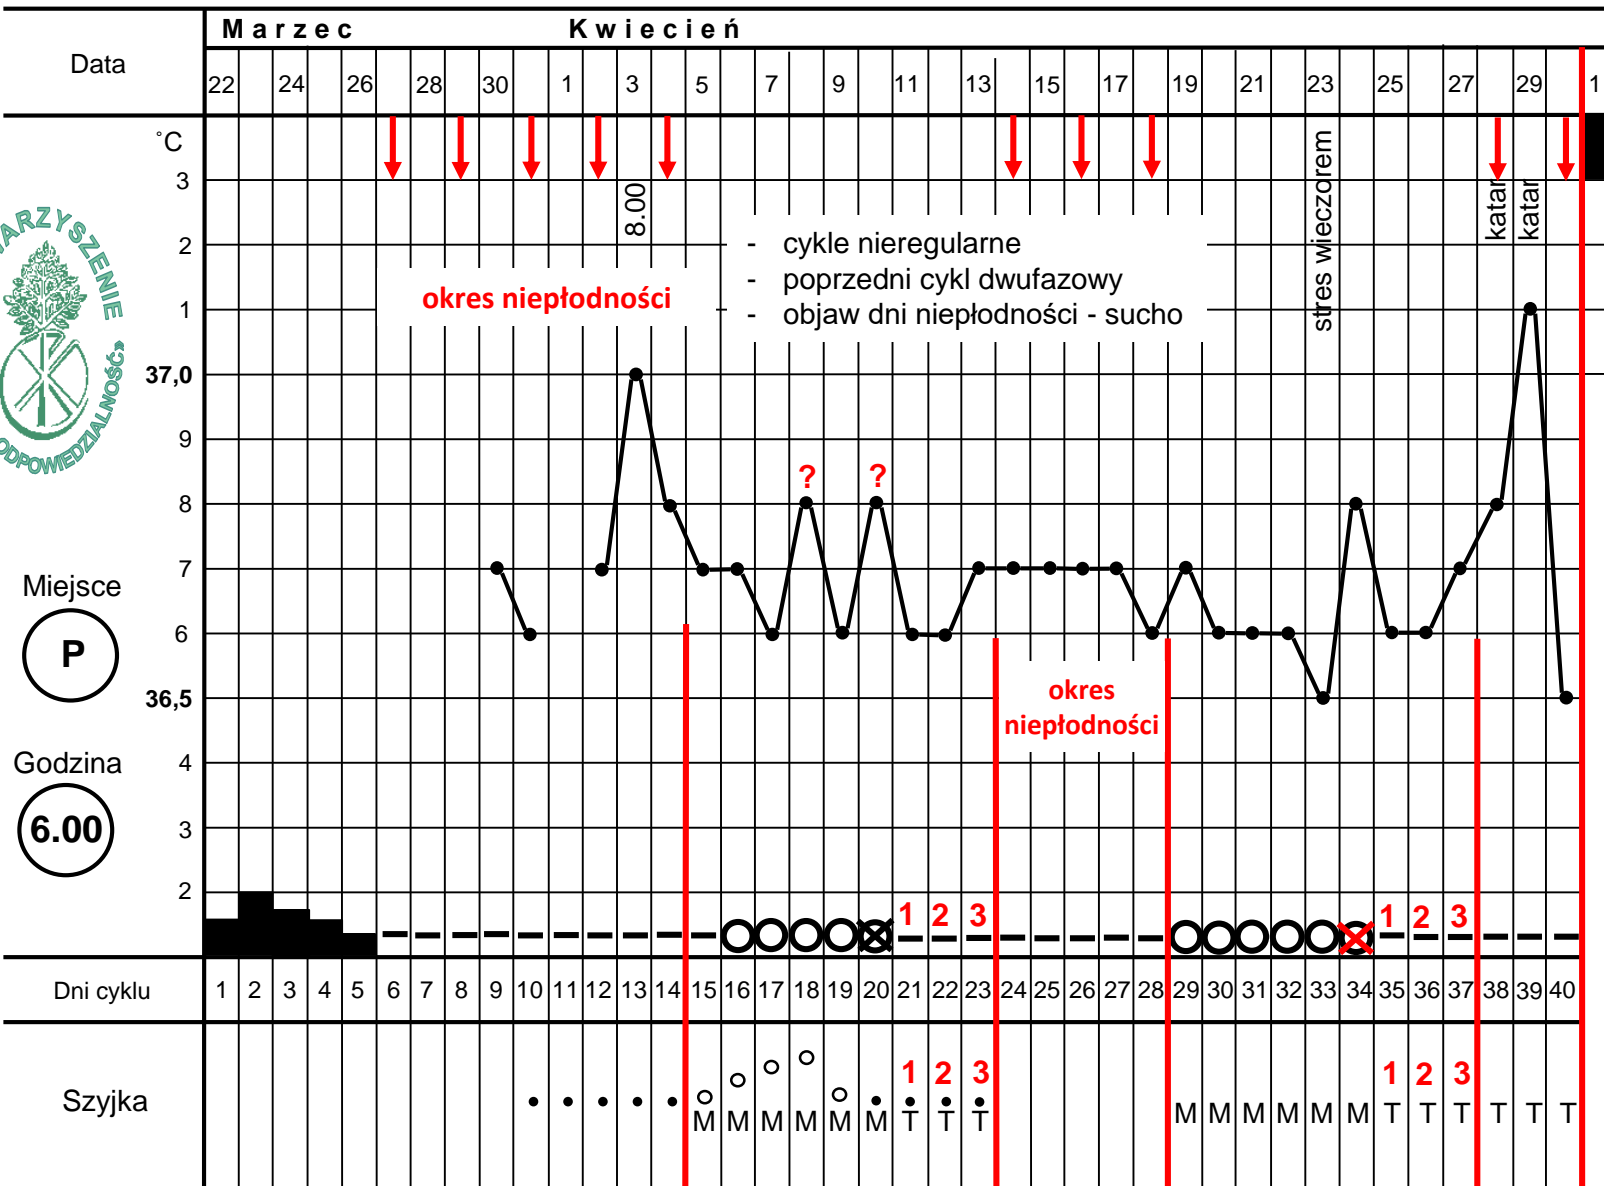 Marzec Kwiecień
Data
22 24 26 28 30 1 3 5 7 9 11 13 15 17 19 21 23 25 27 29 1
°C
3
2
1
37,0
9
8
7
6
36,5
4
3
2
8.00
stres wieczorem
katar
katar
- cykle nieregularne
- poprzedni cykl dwufazowy
- objaw dni niepłodności - sucho
okres niepłodności
? ?
ARZYSZENIE
ODPOWIEDZIALNOŚĆ»
Miejsce
P
okres
niepłodności
Godzina
6.00
1 2 3 1 2 3
Dni cyklu
1 2 3 4 5 6 7 8 9 10 11 12 13 14 15 16 17 18 19 20 21 22 23 24 25 26 27 28 29 30 31 32 33 34 35 36 37 38 39 40
Szyjka
1 2 3 1 2 3
M M M M M M T T T M M M M M M T T T T T T